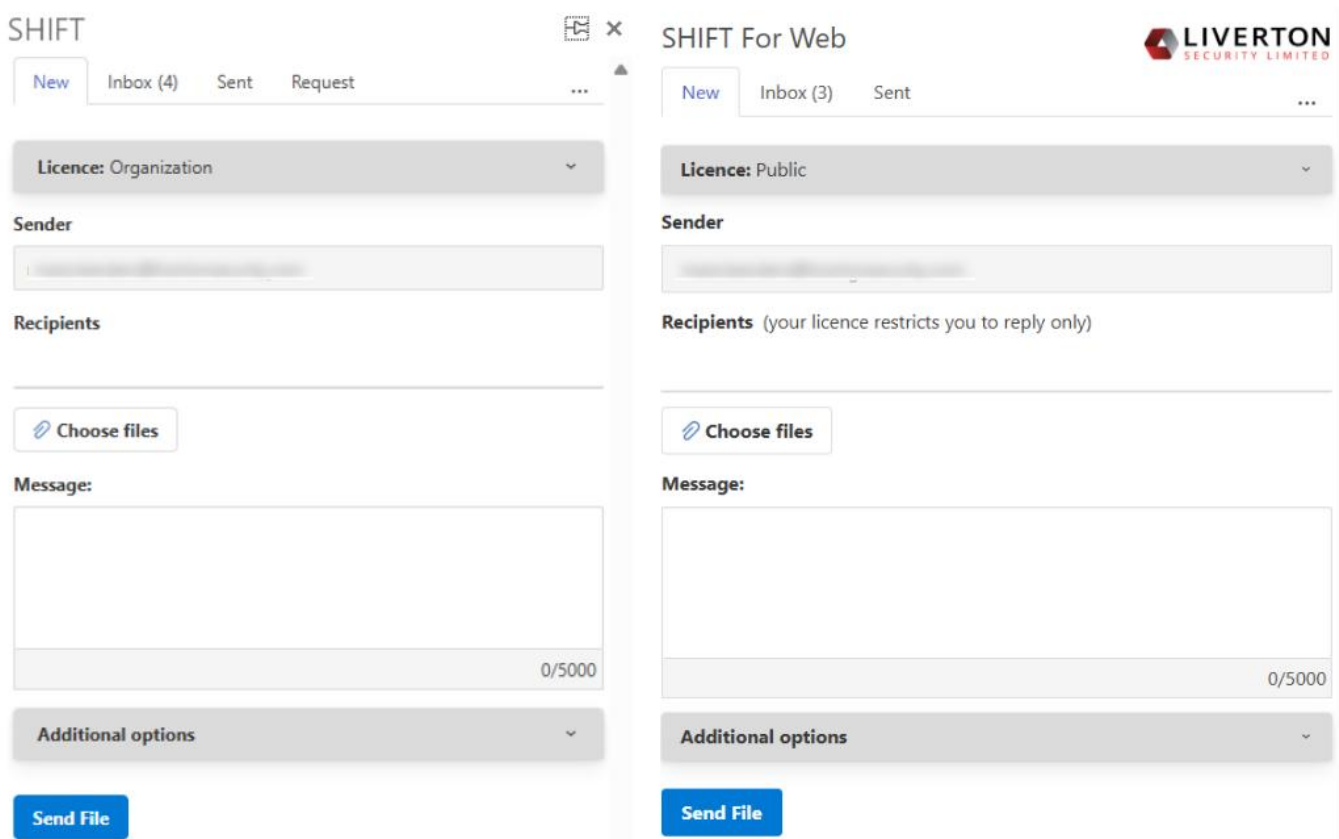 SHIFT
New Inbox (4) Sent Request ...
Licence: Organization
Sender
Recipients
Choose files
Message:
0/5000
Additional options
Send File
SHIFT For Web
LIVERTON
SECURITY LIMITED
New Inbox (3) Sent ...
Licence: Public
Sender
Recipients (your licence restricts you to reply only)
Choose files
Message:
0/5000
Additional options
Send File